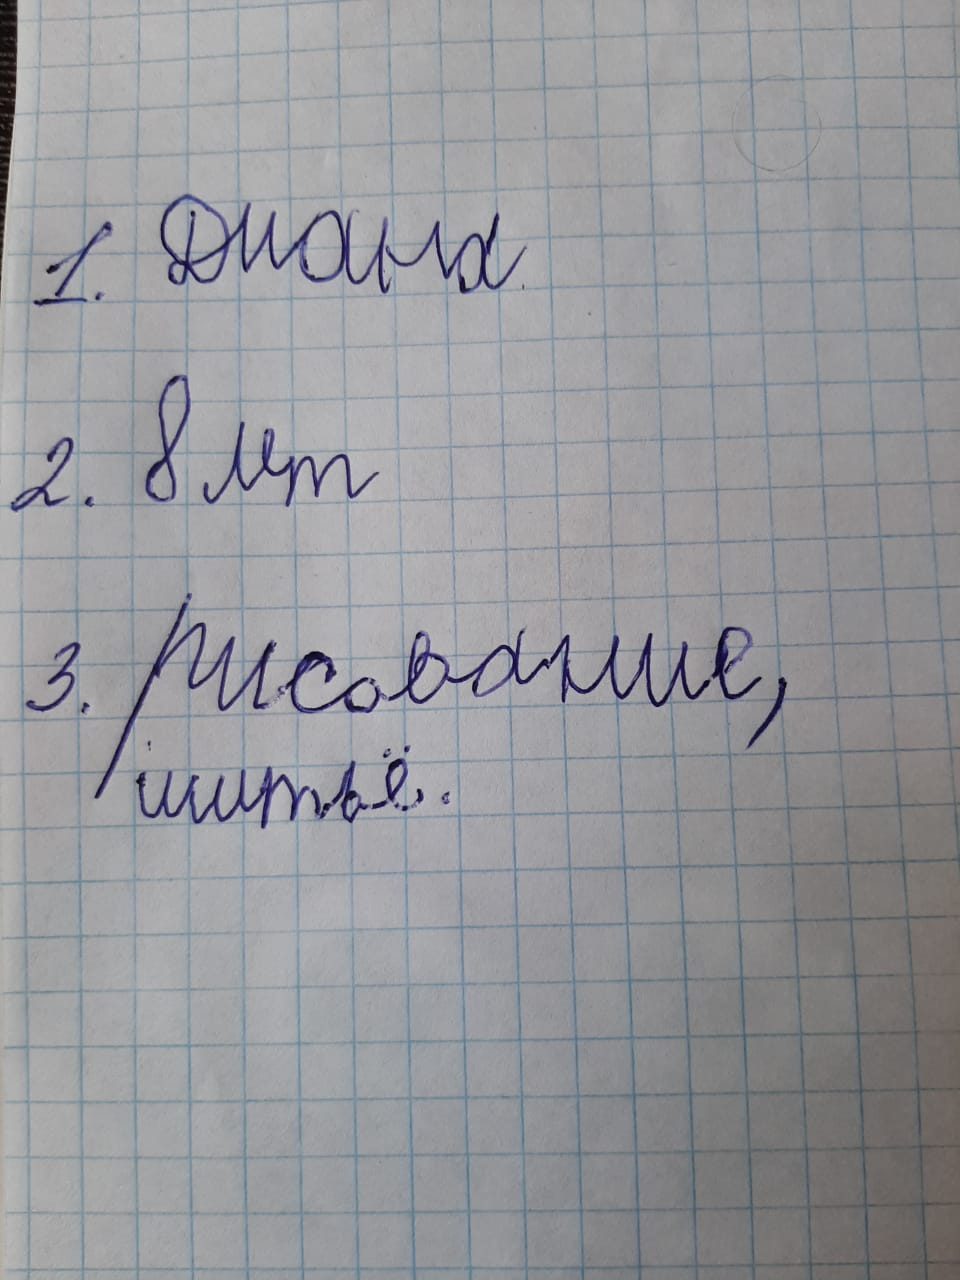 1. Диана
2. 8 лет
3. рисование,
шитьё.